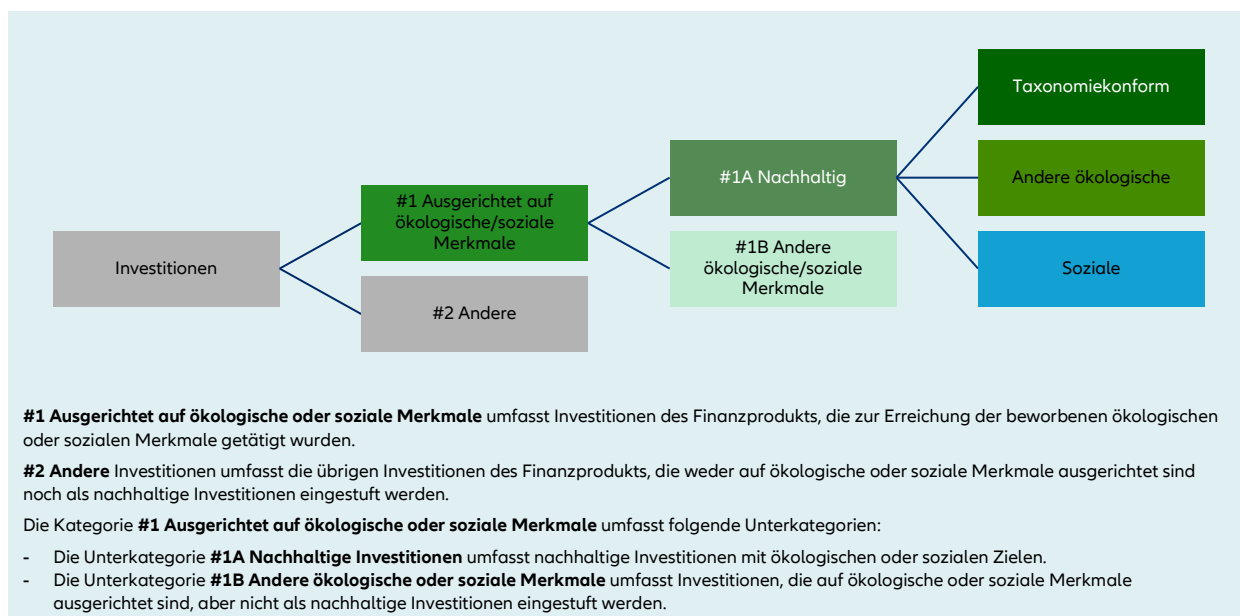 Taxonomiekonform
#1A Nachhaltig
Andere ökologische
#1 Ausgerichtet auf
ökologische/soziale
Merkmale
Investitionen
#1B Andere
ökologische/soziale
Merkmale
Soziale
#2 Andere
#1 Ausgerichtet auf ökologische oder soziale Merkmale umfasst Investitionen des Finanzprodukts, die zur Erreichung der beworbenen ökologischen
oder sozialen Merkmale getätigt wurden.
#2 Andere Investitionen umfasst die übrigen Investitionen des Finanzprodukts, die weder auf ökologische oder soziale Merkmale ausgerichtet sind
noch als nachhaltige Investitionen eingestuft werden.
Die Kategorie #1 Ausgerichtet auf ökologische oder soziale Merkmale umfasst folgende Unterkategorien:
- Die Unterkategorie #1A Nachhaltige Investitionen umfasst nachhaltige Investitionen mit ökologischen oder sozialen Zielen.
- Die Unterkategorie #1B Andere ökologische oder soziale Merkmale umfasst Investitionen, die auf ökologische oder soziale Merkmale
ausgerichtet sind, aber nicht als nachhaltige Investitionen eingestuft werden.